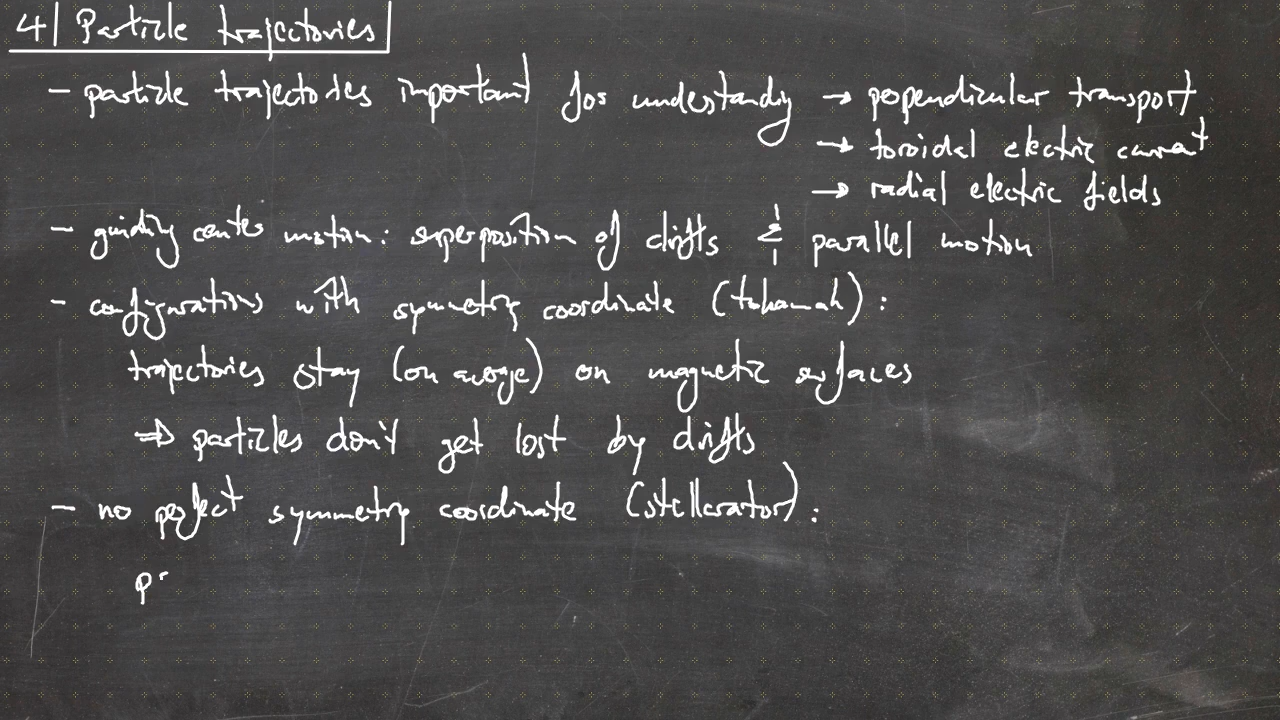 4| Particle trajectories
- particle trajectories important for understanding → perpendicular transport
→ toroidal electric current
→ radial electric fields
- guiding center motion: superposition of drifts & parallel motion
- configurations with symmetry coordinate (tokamak):
trajectories stay (on average) on magnetic surfaces
⇒ particles don't get lost by drifts
- no perfect symmetry coordinate (stellarator):